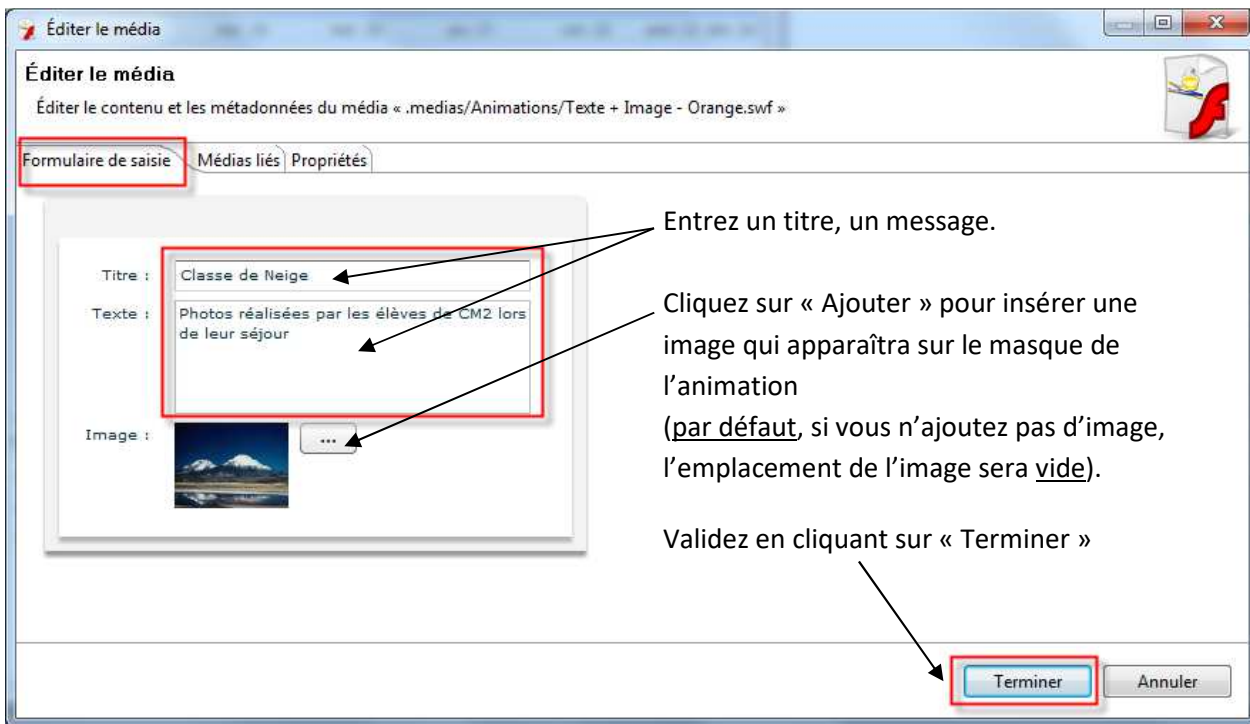 Éditer le média
Éditer le média
Éditer le contenu et les métadonnées du média « .medias/Animations/Texte + Image - Orange.swf »
Formulaire de saisie Médias liés Propriétés
Entrez un titre, un message.
Titre : Classe de Neige
Texte : Photos réalisées par les élèves de CM2 lors
de leur séjour
Cliquez sur « Ajouter » pour insérer une
image qui apparaîtra sur le masque de
l’animation
(par défaut, si vous n’ajoutez pas d’image,
l’emplacement de l’image sera vide).
Image : ...
Validez en cliquant sur « Terminer »
Terminer Annuler